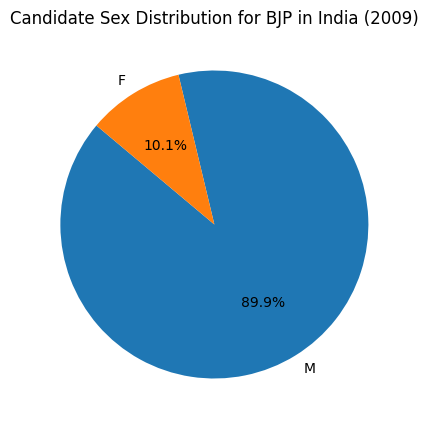 Candidate Sex Distribution for BJP in India (2009)
F
10.1%
89.9%
M